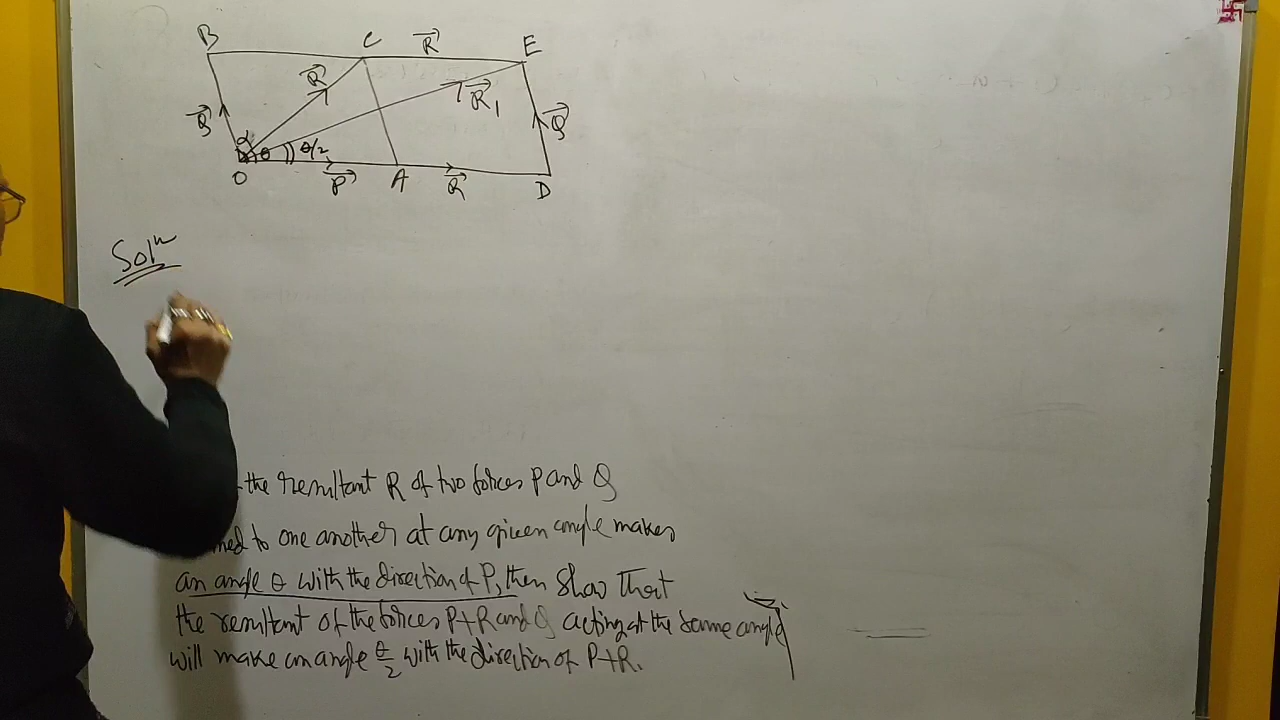 B C R E
R R₁
Q α θ θ/2 Q
O P A R D
Solⁿ
the resultant R of two forces P and Q
to one another at any given angle makes
an angle θ with the direction of P, then show that
the resultant of the forces P+R and Q acting at the same angle
will make an angle θ/2 with the direction of P+R.